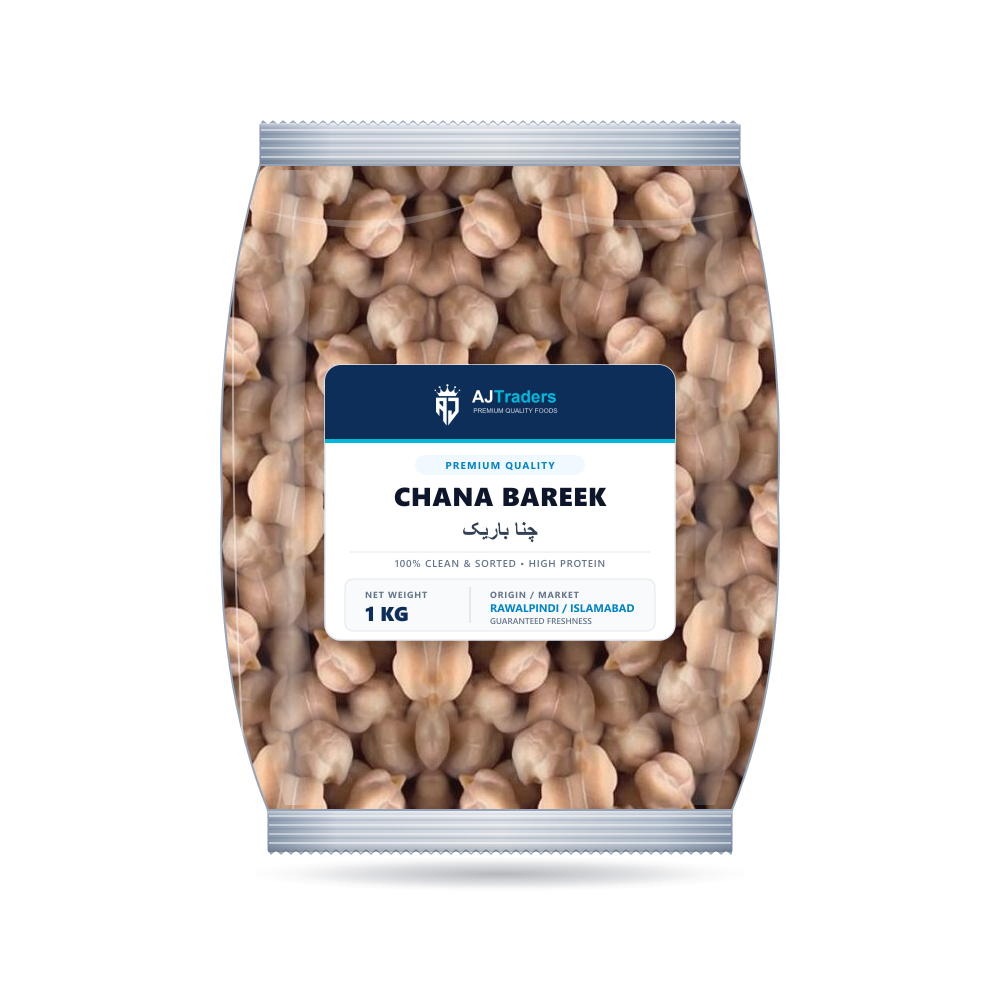 AJTraders
PREMIUM QUALITY FOODS
PREMIUM QUALITY
CHANA BAREEK
چنا باریک
100% CLEAN & SORTED • HIGH PROTEIN
NET WEIGHT
1 KG
ORIGIN / MARKET
RAWALPINDI / ISLAMABAD
GUARANTEED FRESHNESS